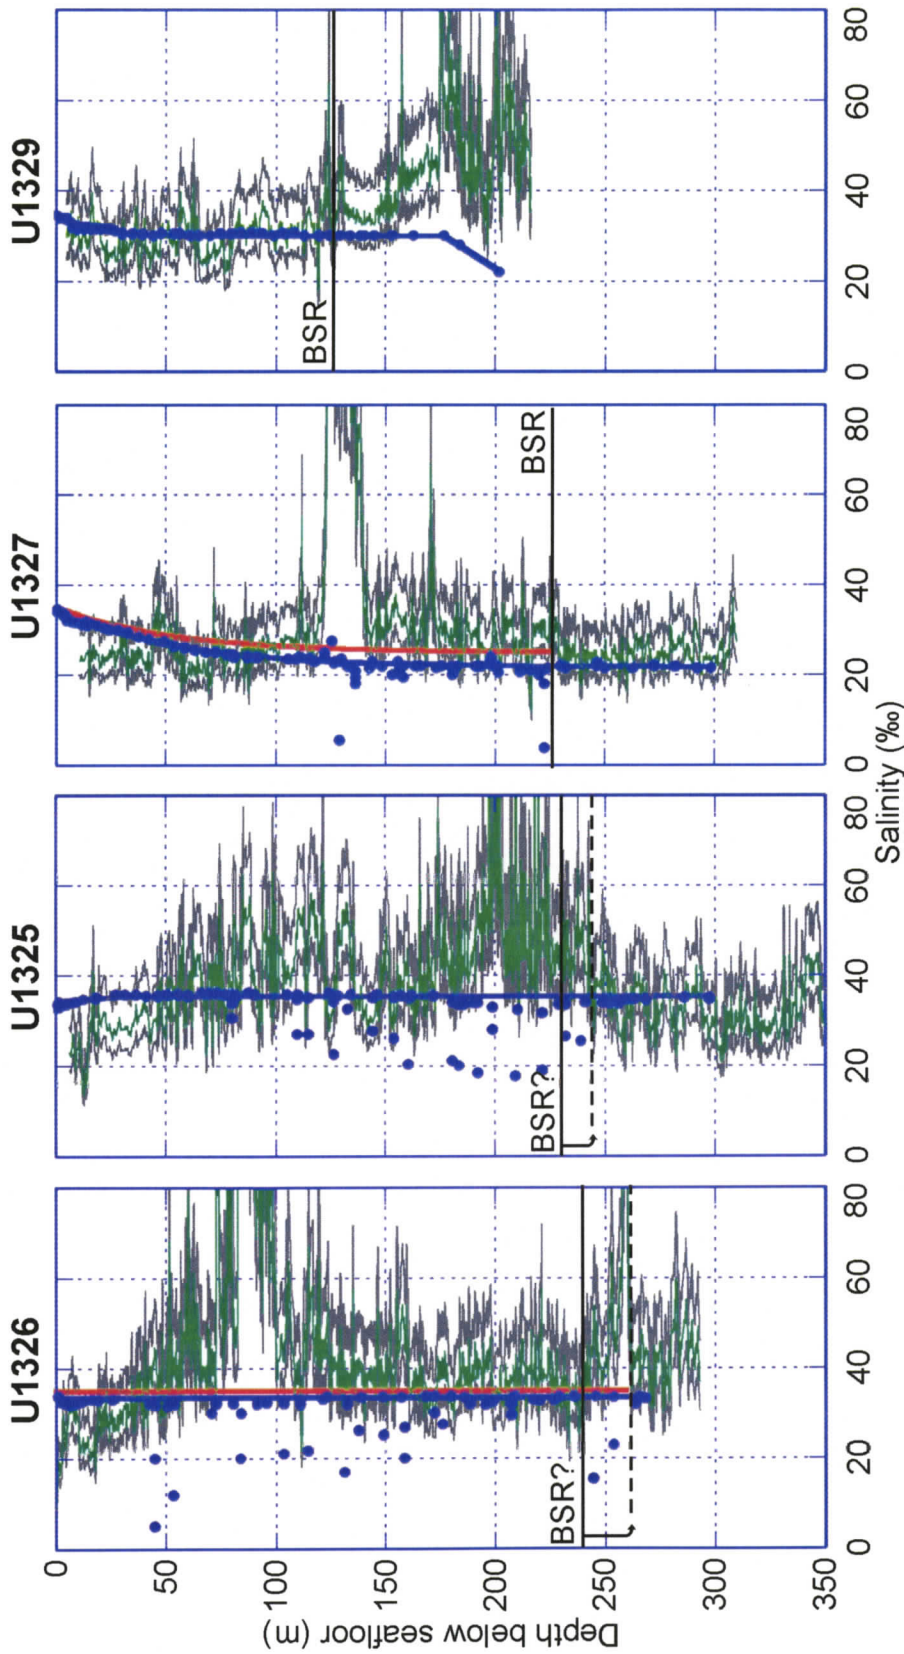 U1326 U1325 U1327 U1329
0
50
100
150
200
250
300
350
Depth below seafloor (m)
BSR?
BSR?
BSR
BSR
0 20 40 60 80 0 20 40 60 80 0 20 40 60 80 0 20 40 60 80
Salinity (‰)